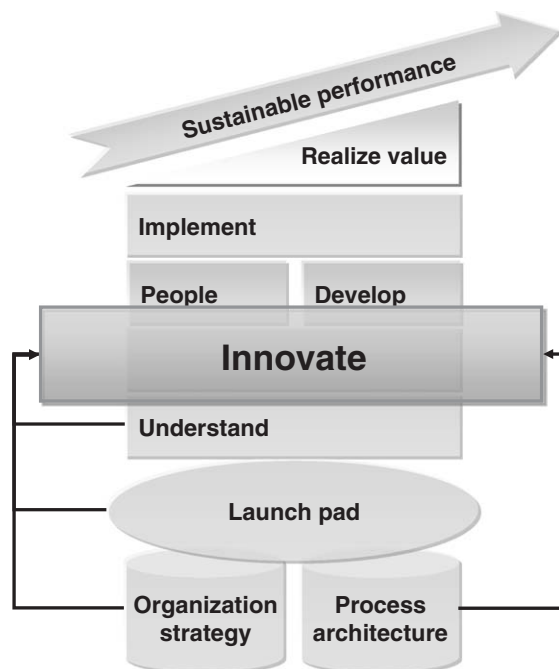 Sustainable performance
Realize value
Implement
People
Develop
Innovate
Understand
Launch pad
Organization
strategy
Process
architecture